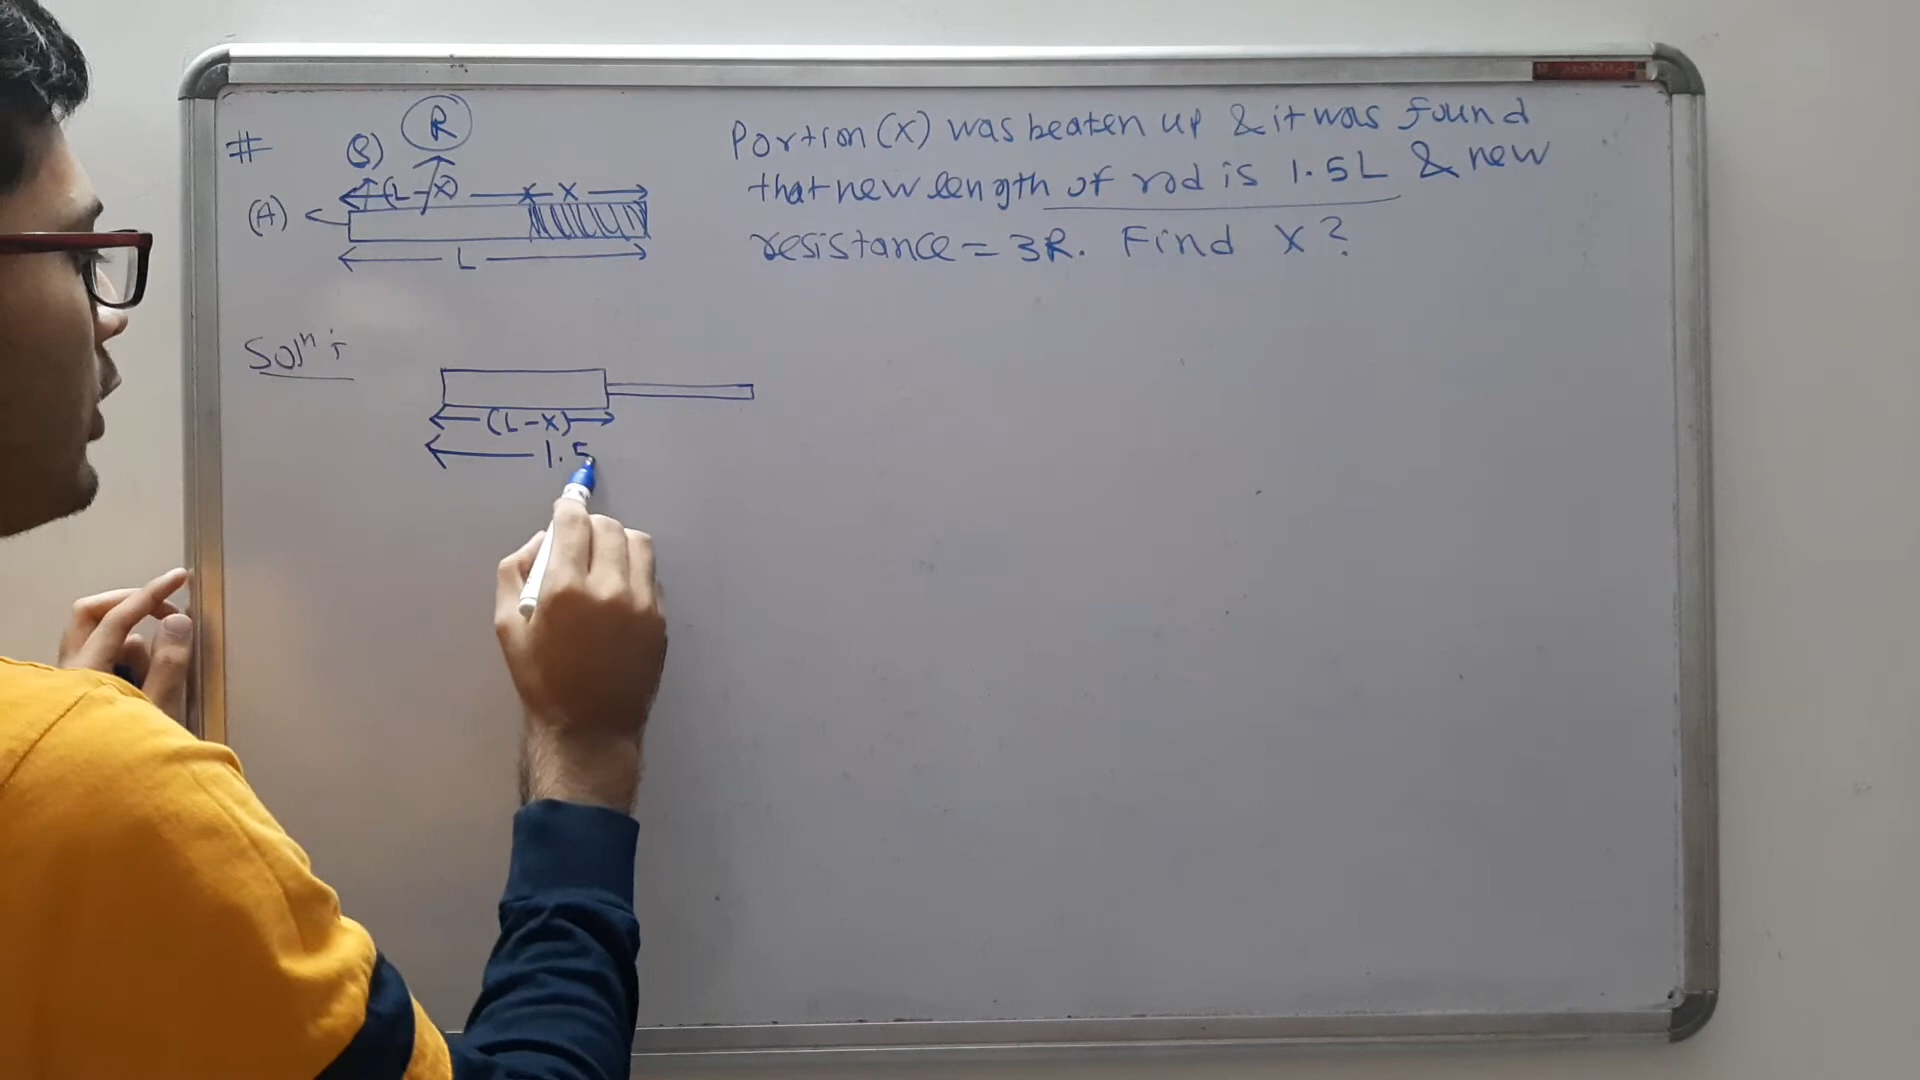 #
(S)
R
(L-x)
x
(A)
L
Portion (x) was beaten up & it was found
that new length of rod is 1.5L & new
resistance = 3R. Find x?
Solⁿ:
(L-x)
1.5